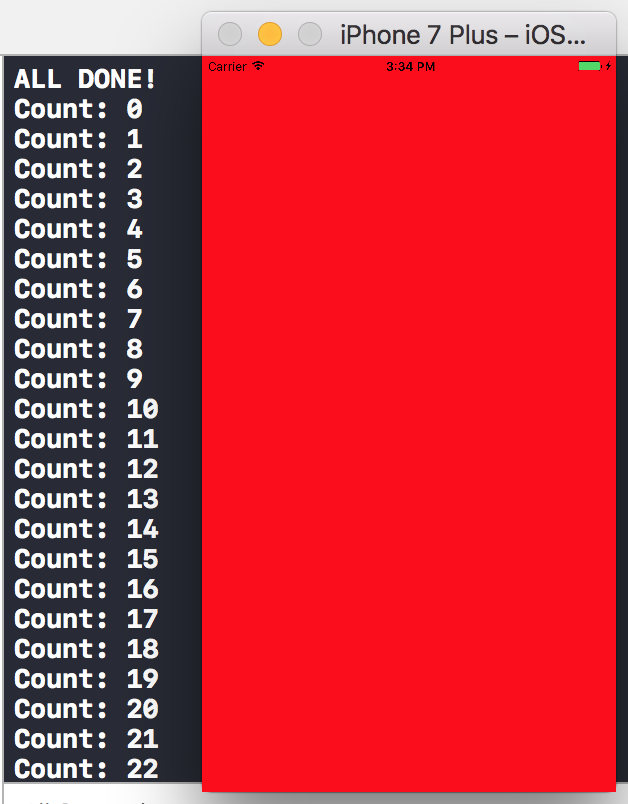 iPhone 7 Plus – iOS...
Carrier 3:34 PM
ALL DONE!
Count: 0
Count: 1
Count: 2
Count: 3
Count: 4
Count: 5
Count: 6
Count: 7
Count: 8
Count: 9
Count: 10
Count: 11
Count: 12
Count: 13
Count: 14
Count: 15
Count: 16
Count: 17
Count: 18
Count: 19
Count: 20
Count: 21
Count: 22